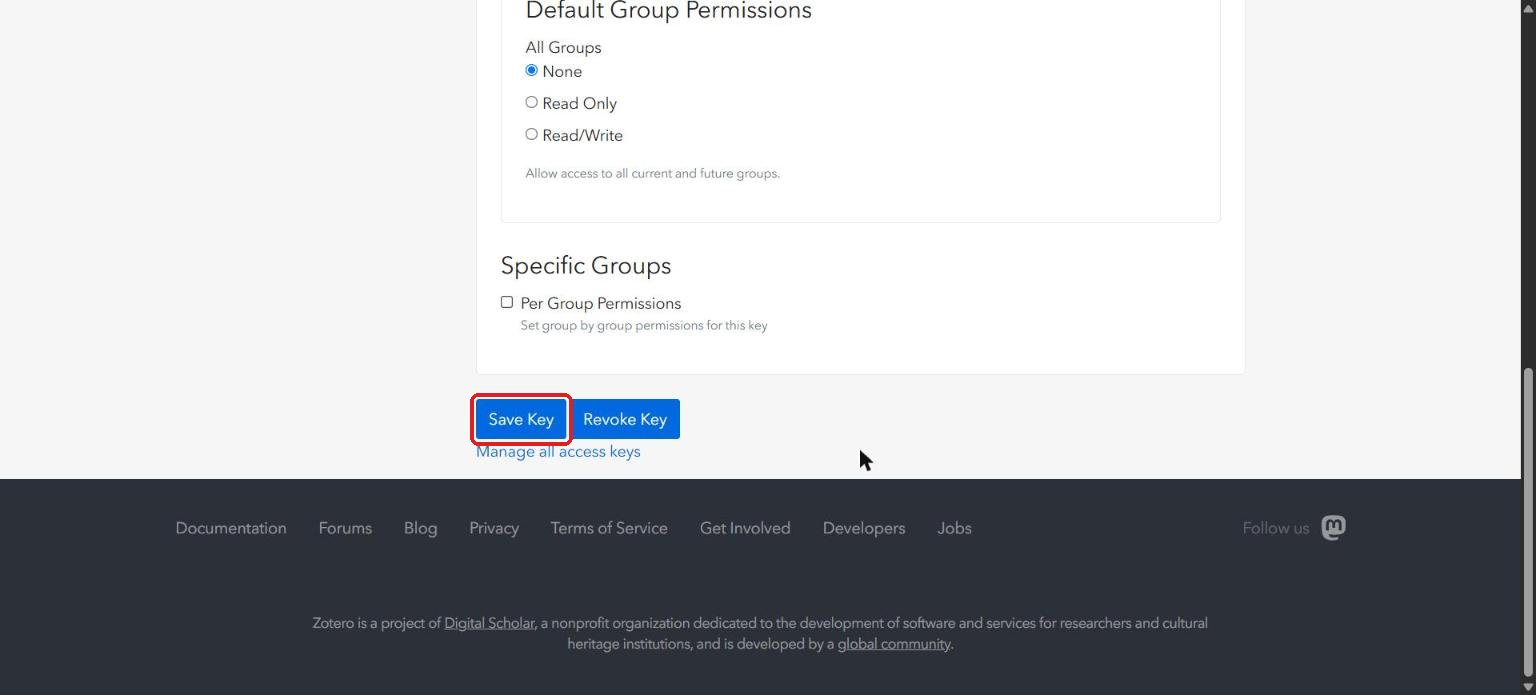 Default Group Permissions
All Groups
None
Read Only
Read/Write
Allow access to all current and future groups.
Specific Groups
Per Group Permissions
Set group by group permissions for this key
Save Key Revoke Key
Manage all access keys
Documentation Forums Blog Privacy Terms of Service Get Involved Developers Jobs Follow us
Zotero is a project of Digital Scholar, a nonprofit organization dedicated to the development of software and services for researchers and cultural
heritage institutions, and is developed by a global community.